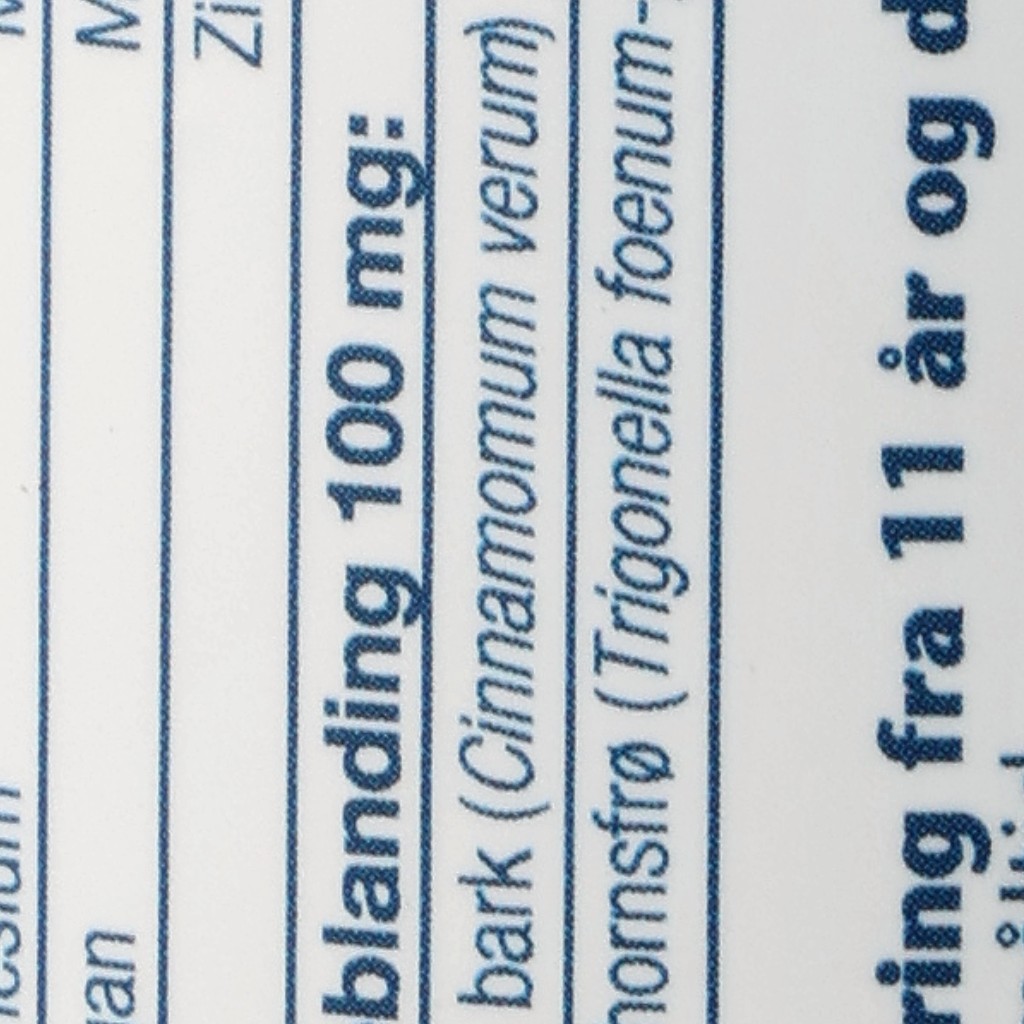 Zi
blanding 100 mg:
bark (Cinnamomum verum)
hornsfrø (Trigonella foenum-
ring fra 11 år og d